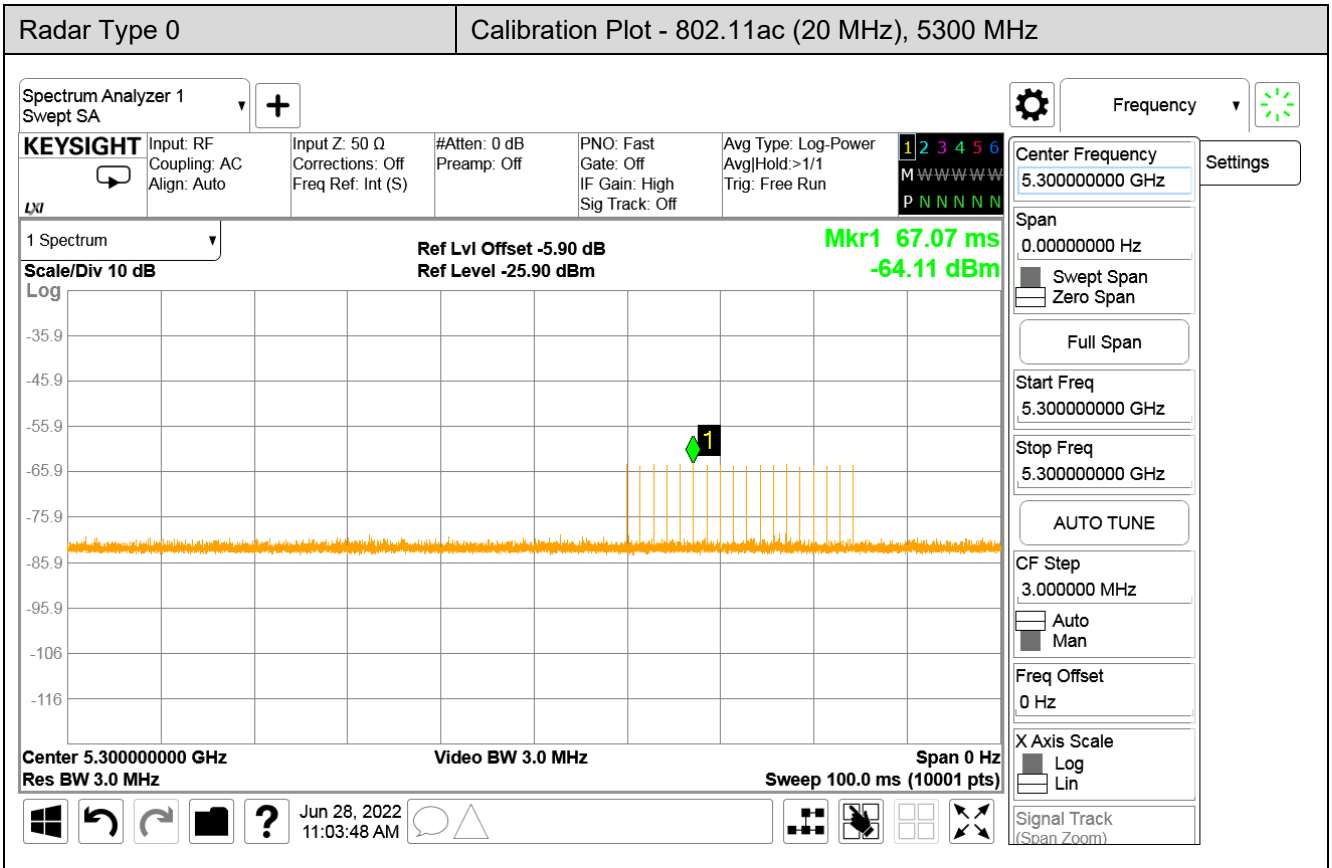 Radar Type 0
Calibration Plot - 802.11ac (20 MHz), 5300 MHz
Spectrum Analyzer 1
Swept SA
+
Frequency
Settings
KEYSIGHT
LXI
Input: RF
Coupling: AC
Align: Auto
Input Z: 50 Ω
Corrections: Off
Freq Ref: Int (S)
#Atten: 0 dB
Preamp: Off
PNO: Fast
Gate: Off
IF Gain: High
Sig Track: Off
Avg Type: Log-Power
Avg|Hold:>1/1
Trig: Free Run
1 2 3 4 5 6
M W W W W W
P N N N N N
1 Spectrum
Scale/Div 10 dB
Log
Ref Lvl Offset -5.90 dB
Ref Level -25.90 dBm
Mkr1 67.07 ms
-64.11 dBm
-35.9
-45.9
-55.9
-65.9
-75.9
-85.9
-95.9
-106
-116
1
Center 5.300000000 GHz
Res BW 3.0 MHz
Video BW 3.0 MHz
Span 0 Hz
Sweep 100.0 ms (10001 pts)
Center Frequency
5.300000000 GHz
Span
0.00000000 Hz
Swept Span
Zero Span
Full Span
Start Freq
5.300000000 GHz
Stop Freq
5.300000000 GHz
AUTO TUNE
CF Step
3.000000 MHz
Auto
Man
Freq Offset
0 Hz
X Axis Scale
Log
Lin
Signal Track
(Span Zoom)
?
Jun 28, 2022
11:03:48 AM